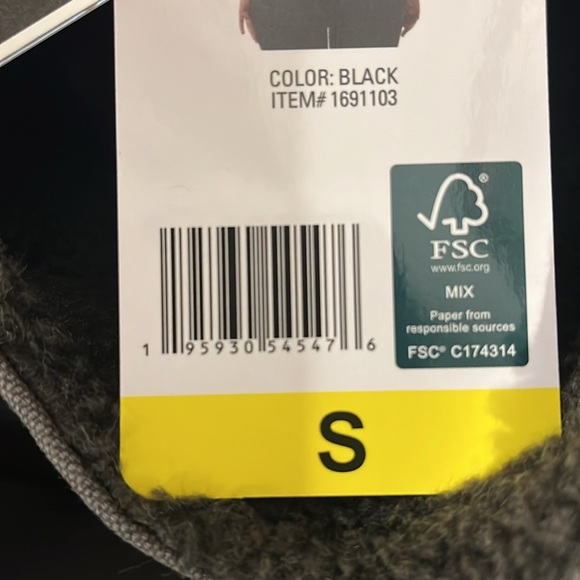 COLOR: BLACK
ITEM# 1691103
®
FSC
www.fsc.org
MIX
Paper from
responsible sources
FSC® C174314
1 95930 54547 6
S